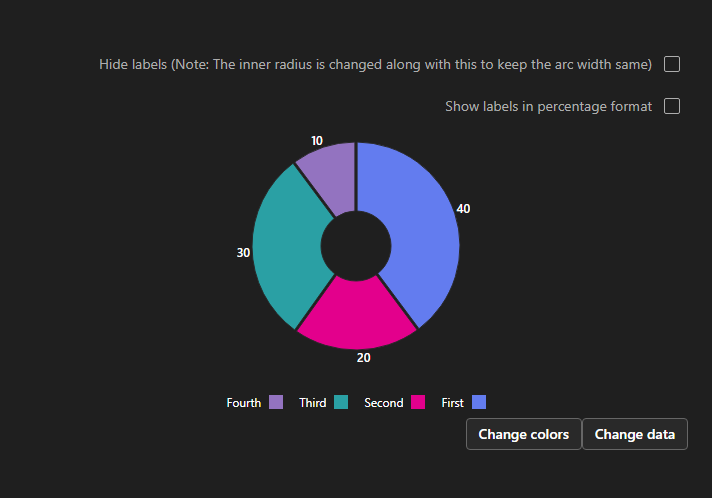 Hide labels (Note: The inner radius is changed along with this to keep the arc width same)
Show labels in percentage format
10
40
30
20
Fourth Third Second First
Change colors Change data